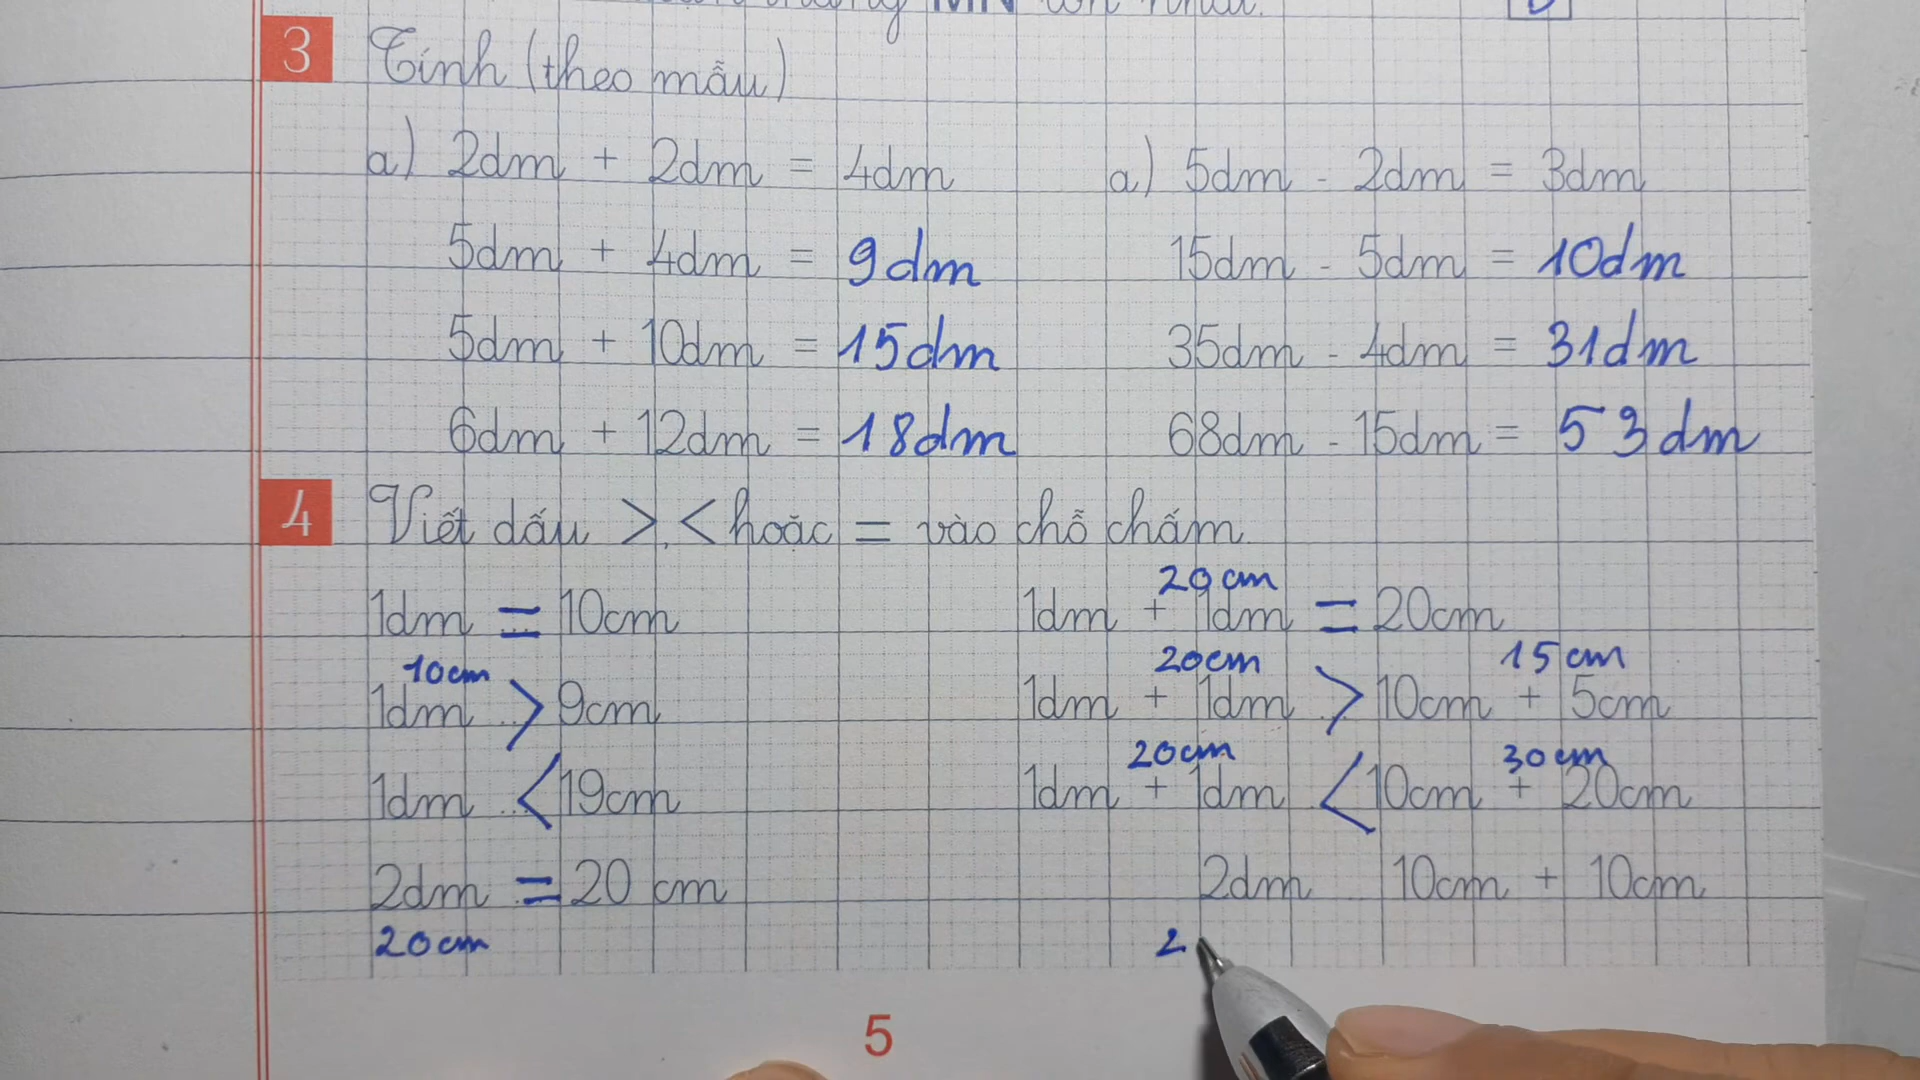 MN
3 Tính (theo mẫu)
a) 2dm + 2dm = 4dm a) 5dm - 2dm = 3dm
5dm + 4dm = 9dm 15dm - 5dm = 10dm
5dm + 10dm = 15dm 35dm - 4dm = 31dm
6dm + 12dm = 18dm 68dm - 15dm = 53dm
4 Viết dấu >, < hoặc = vào chỗ chấm.
20cm
1dm = 10cm 1dm + 1dm = 20cm
10cm 20cm 15cm
1dm > 9cm 1dm + 1dm > 10cm + 5cm
20cm 30cm
1dm < 19cm 1dm + 1dm < 10cm + 20cm
2dm = 20 cm 2dm 10cm + 10cm
20cm 2
5